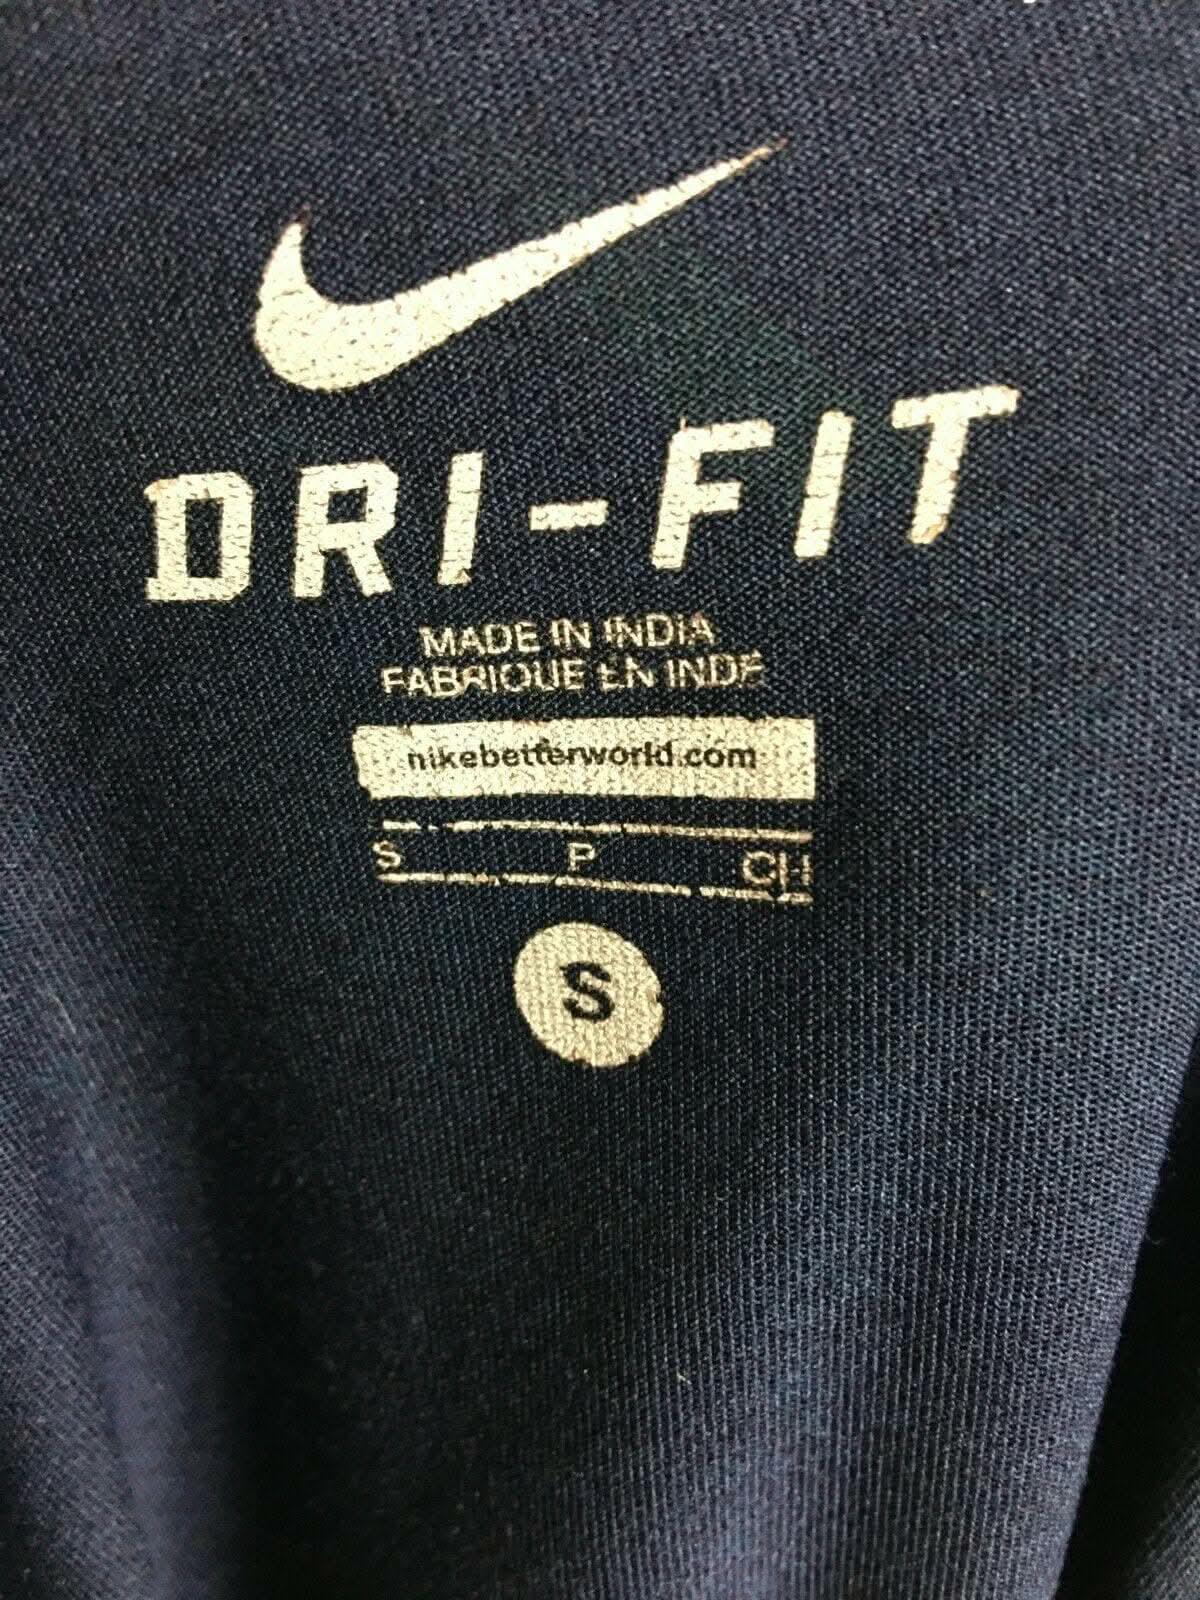 DRI-FIT
MADE IN INDIA
FABRIQUE EN INDE
nikebetterworld.com
S P CH
S